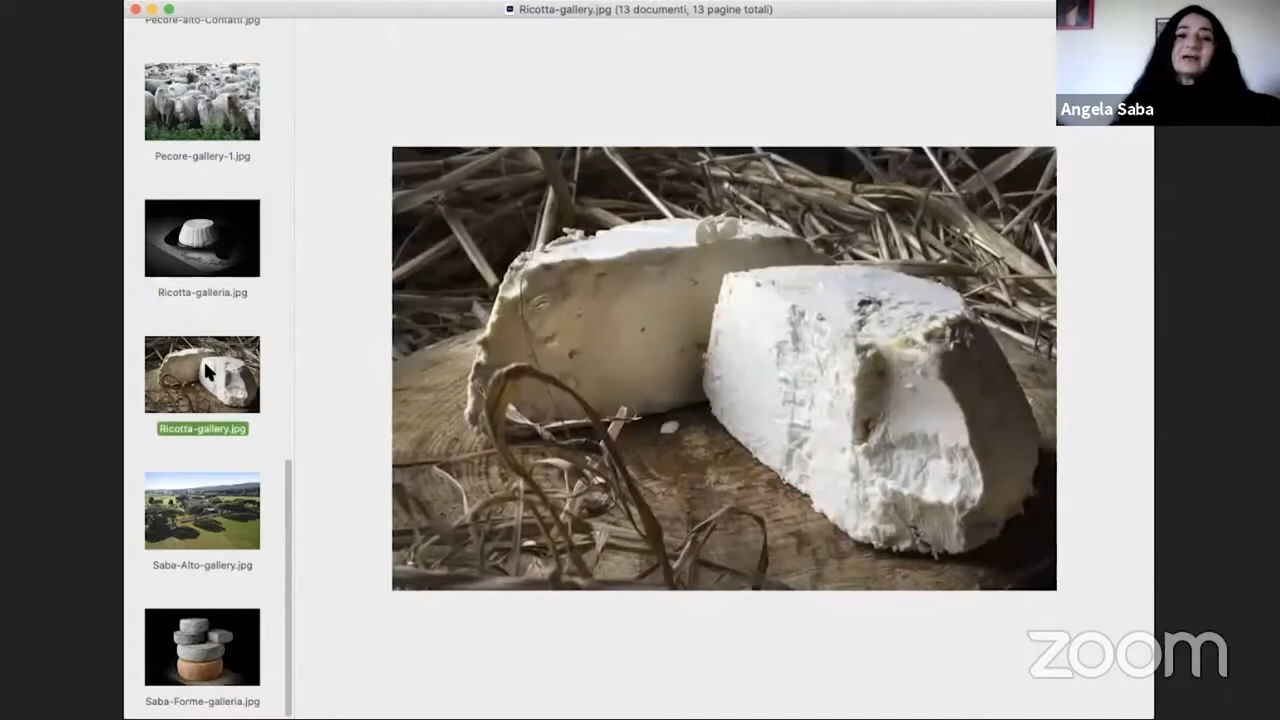 Ricotta-gallery.jpg (13 documenti, 13 pagine totali)
Pecore-alto-Contatti.jpg
Pecore-gallery-1.jpg
Ricotta-galleria.jpg
Ricotta-gallery.jpg
Saba-Alto-gallery.jpg
Saba-Forme-galleria.jpg
Angela Saba
zoom